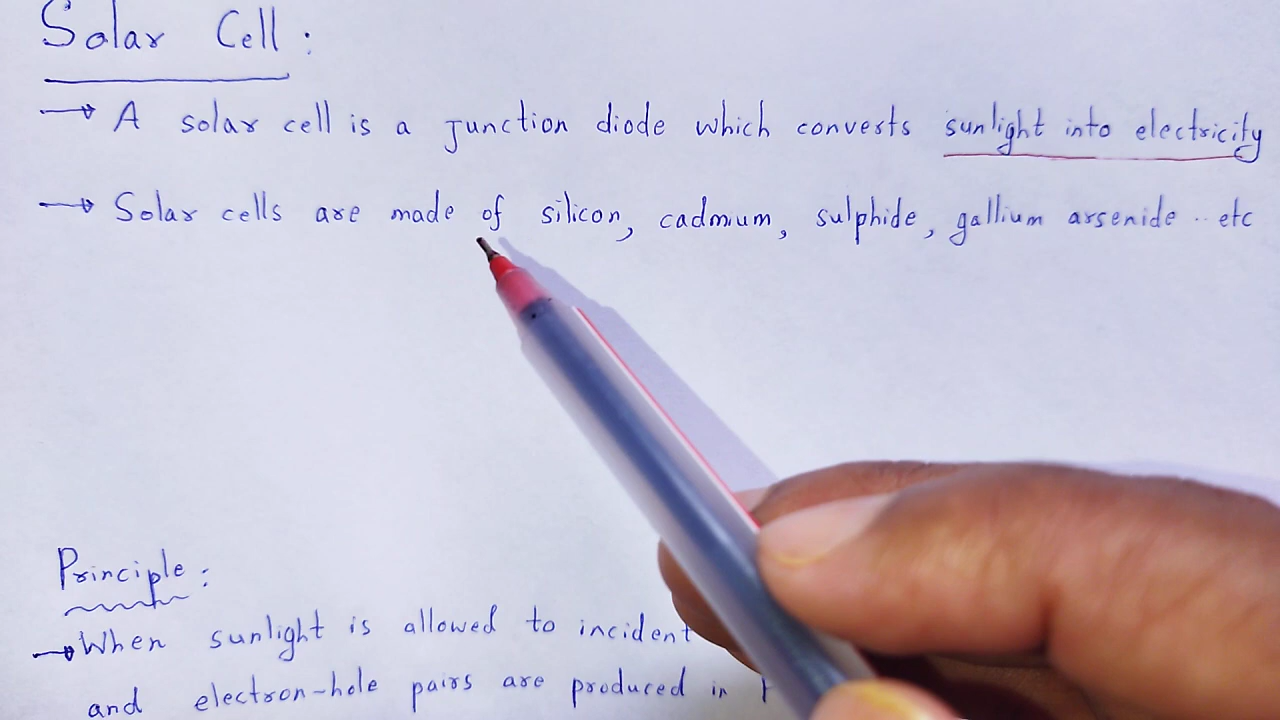 Solar Cell :
→ A solar cell is a Junction diode which converts sunlight into electricity
→ Solar cells are made of silicon, cadmium, sulphide, gallium arsenide .. etc
Principle :
→ When sunlight is allowed to incident
and electron-hole pairs are produced in